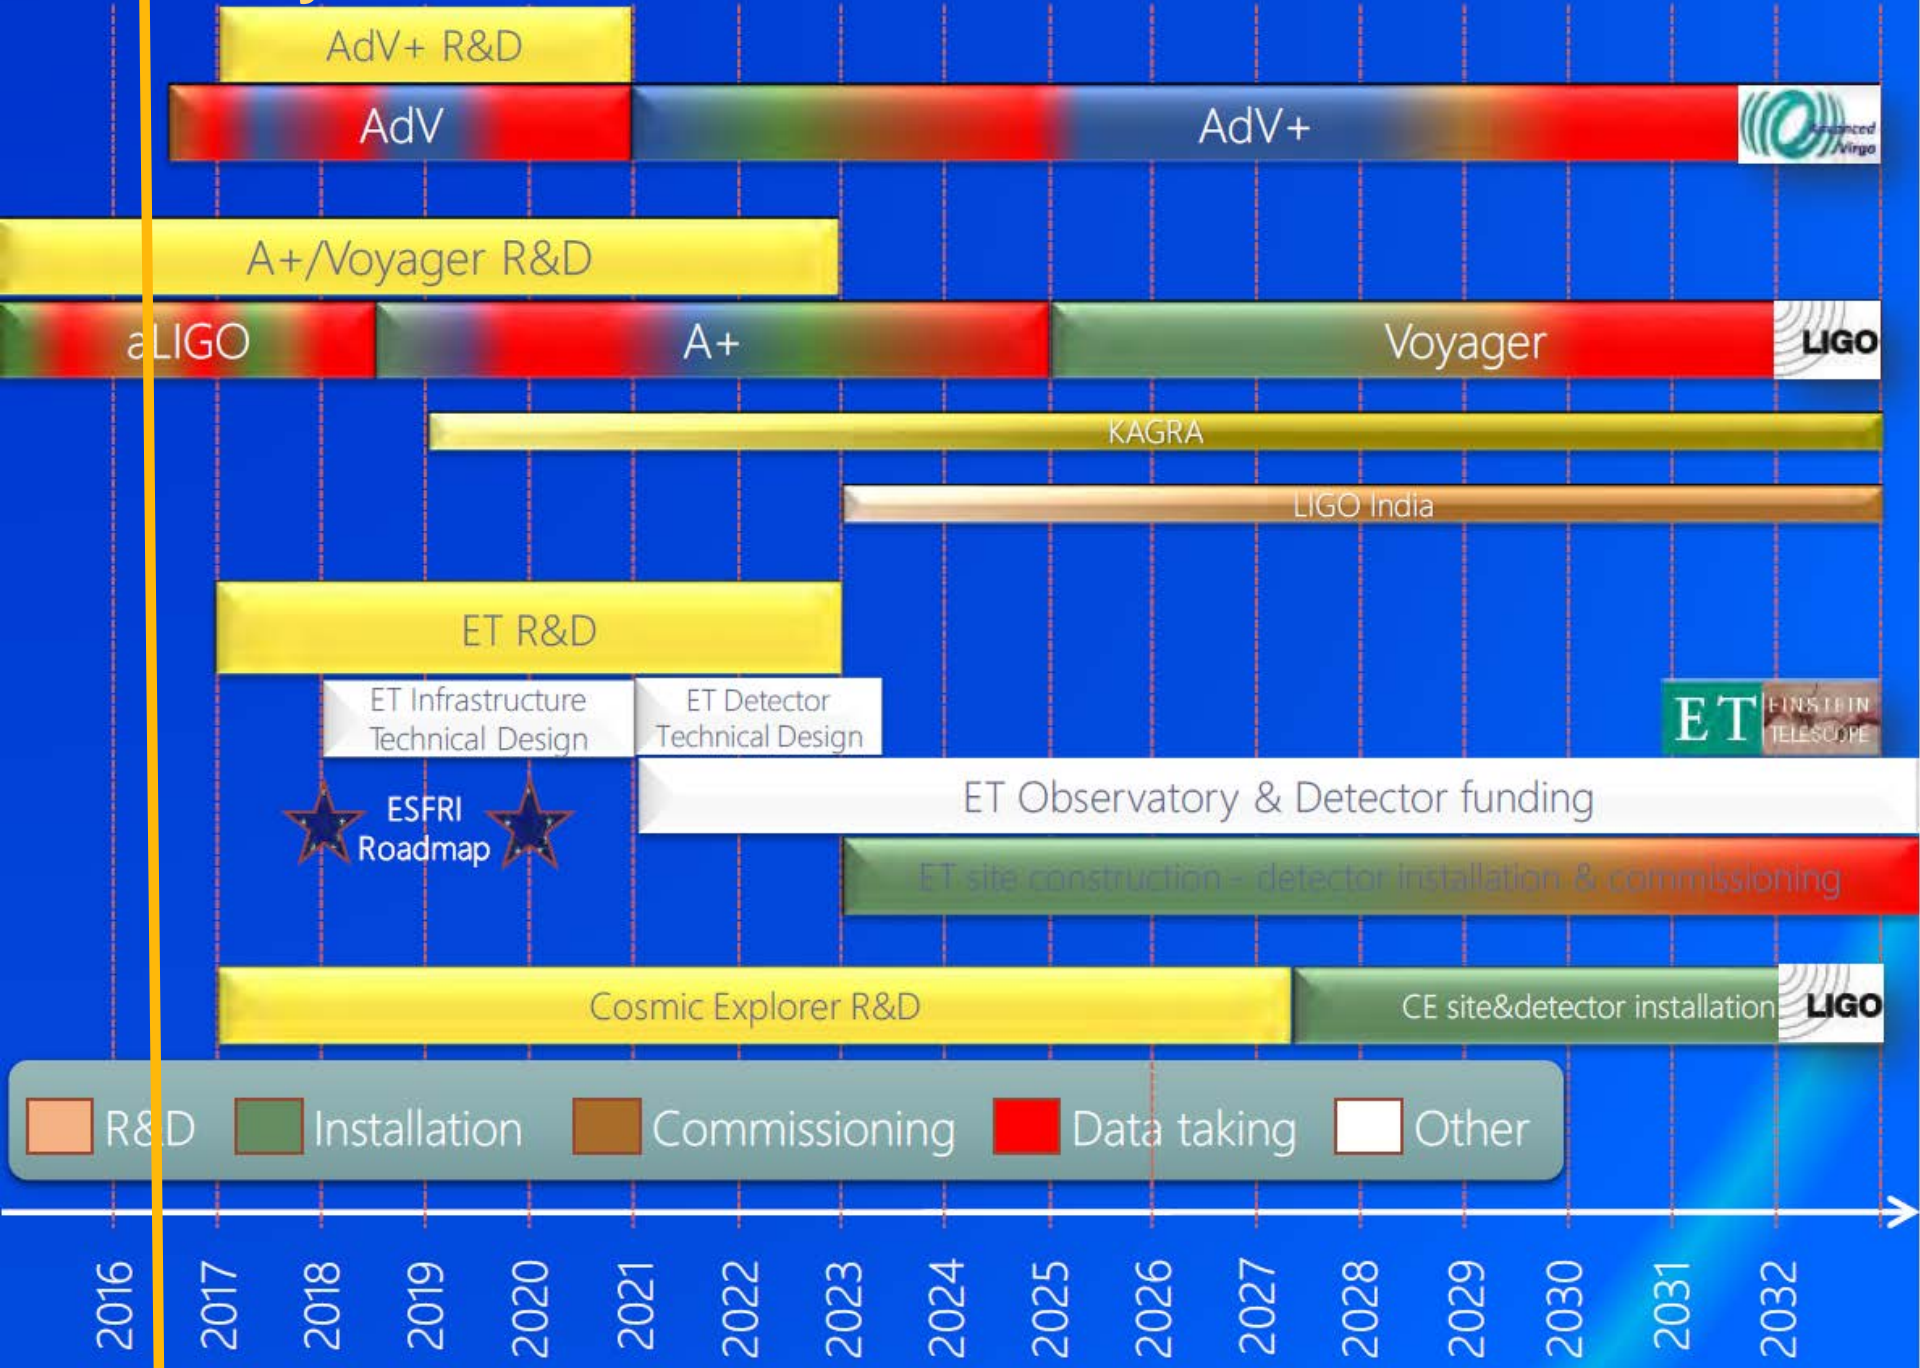 AdV+ R&D
AdV
AdV+
Advanced
Virgo
A+/Voyager R&D
aLIGO
A+
Voyager
LIGO
KAGRA
LIGO India
ET R&D
ET Infrastructure
Technical Design
ET Detector
Technical Design
ET
EINSTEIN
TELESCOPE
ESFRI
Roadmap
ET Observatory & Detector funding
ET site construction - detector installation & commissioning
Cosmic Explorer R&D
CE site&detector installation
LIGO
R&D
Installation
Commissioning
Data taking
Other
2016
2017
2018
2019
2020
2021
2022
2023
2024
2025
2026
2027
2028
2029
2030
2031
2032